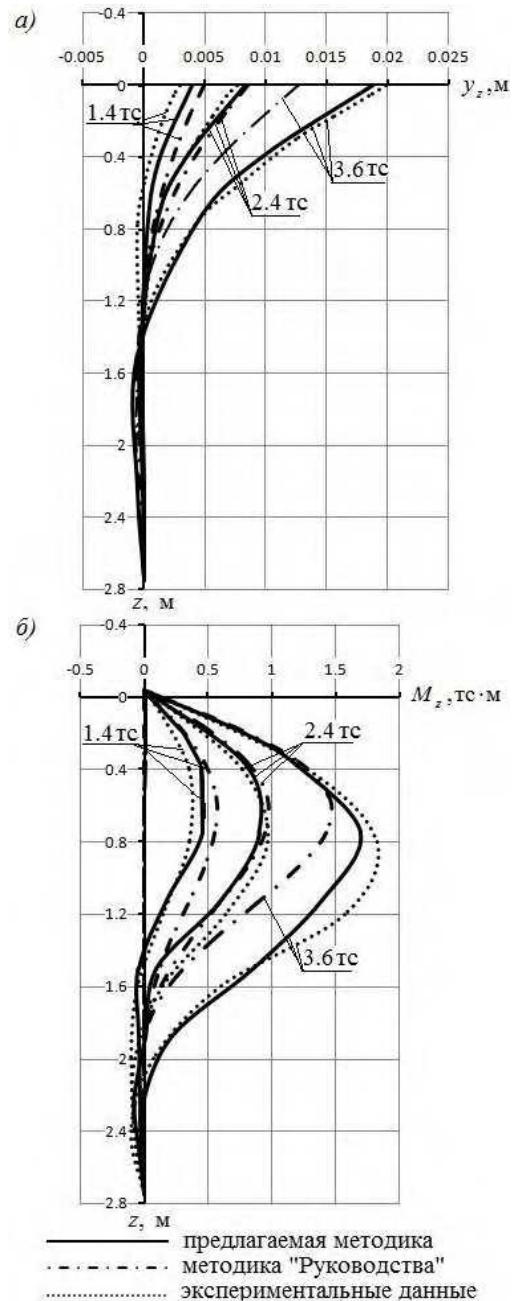 а)
-0.4
-0.005 0 0.005 0.01 0.015 0.02 0.025
0
y_z, м
1.4 тс
0.4
3.6 тс
2.4 тс
0.8
1.2
1.6
2
2.4
2.8
z, м
б)
-0.4
-0.5 0 0.5 1 1.5 2
0
M_z, тс·м
1.4 тс
2.4 тс
0.4
0.8
1.2
3.6 тс
1.6
2
2.4
2.8
z, м
предлагаемая методика
методика "Руководства"
экспериментальные данные